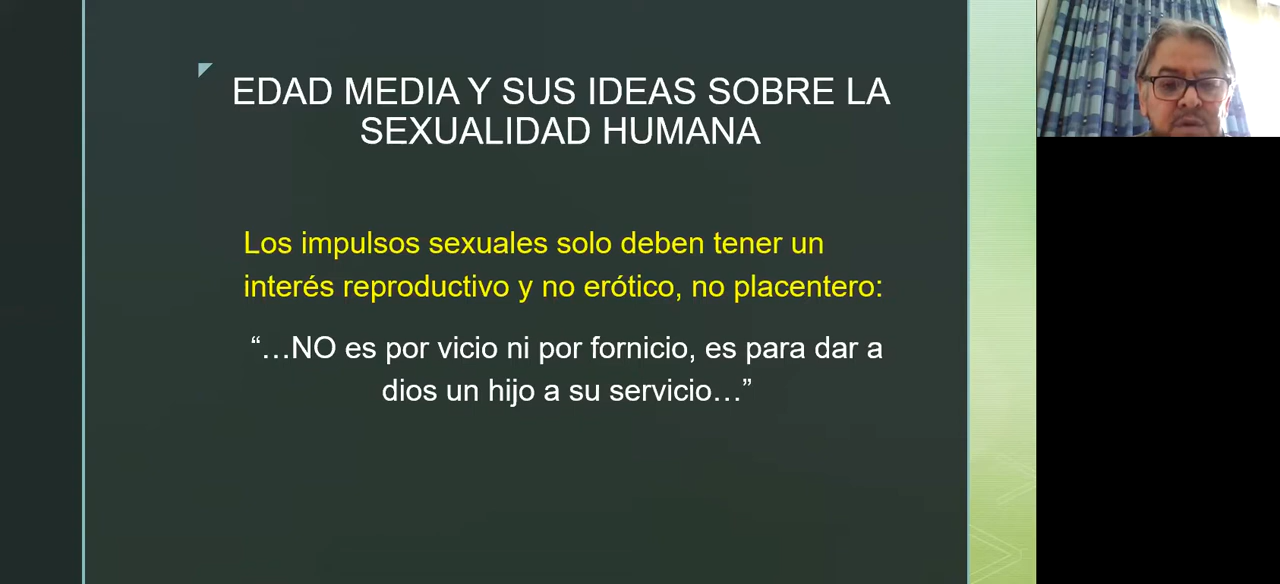 EDAD MEDIA Y SUS IDEAS SOBRE LA
SEXUALIDAD HUMANA
Los impulsos sexuales solo deben tener un
interés reproductivo y no erótico, no placentero:
“…NO es por vicio ni por fornicio, es para dar a
dios un hijo a su servicio…”